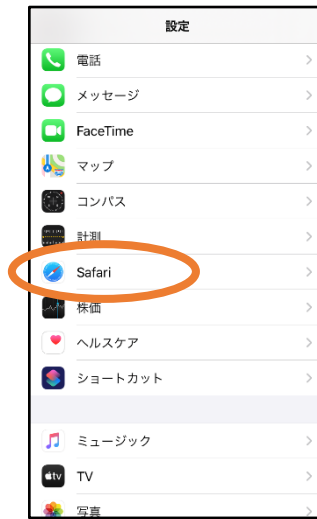 設定
電話
メッセージ
FaceTime
マップ
コンパス
計測
Safari
株価
ヘルスケア
ショートカット
ミュージック
tv TV
写真